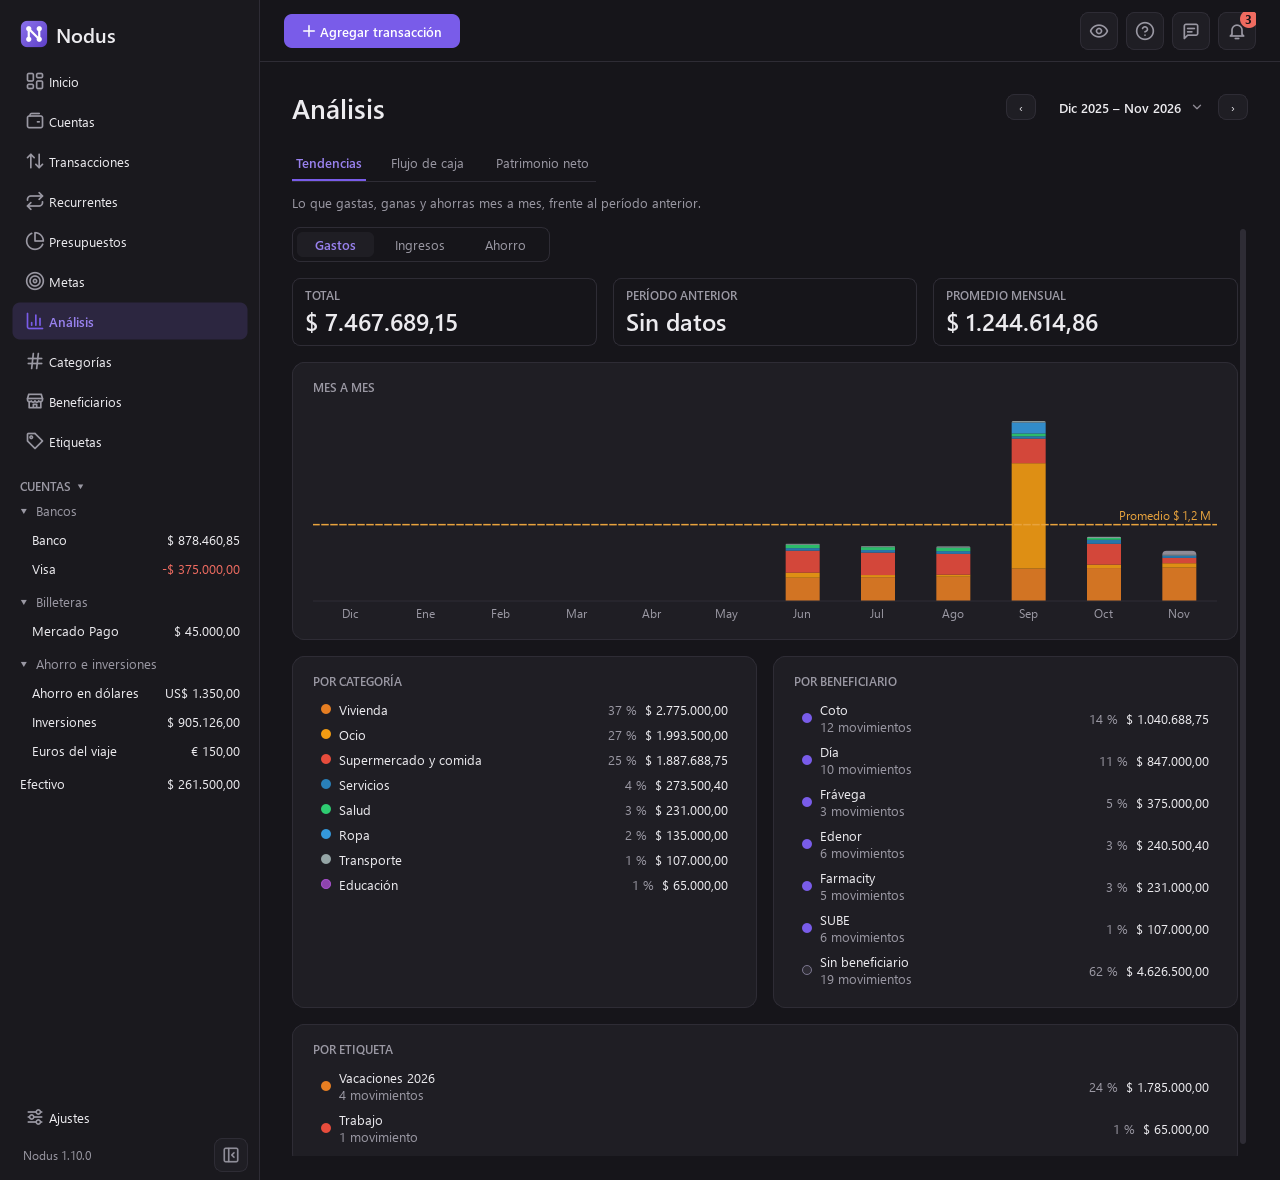 Nodus
Inicio
Cuentas
Transacciones
Recurrentes
Presupuestos
Metas
Análisis
Categorías
Beneficiarios
Etiquetas
CUENTAS
Bancos
Banco $ 878.460,85
Visa -$ 375.000,00
Billeteras
Mercado Pago $ 45.000,00
Ahorro e inversiones
Ahorro en dólares US$ 1.350,00
Inversiones $ 905.126,00
Euros del viaje € 150,00
Efectivo $ 261.500,00
Ajustes
Nodus 1.10.0
Agregar transacción
3
Análisis
‹ Dic 2025 – Nov 2026 ›
Tendencias Flujo de caja Patrimonio neto
Lo que gastas, ganas y ahorras mes a mes, frente al período anterior.
Gastos Ingresos Ahorro
TOTAL
$ 7.467.689,15
PERÍODO ANTERIOR
Sin datos
PROMEDIO MENSUAL
$ 1.244.614,86
MES A MES
Promedio $ 1,2 M
Dic Ene Feb Mar Abr May Jun Jul Ago Sep Oct Nov
POR CATEGORÍA
Vivienda 37 % $ 2.775.000,00
Ocio 27 % $ 1.993.500,00
Supermercado y comida 25 % $ 1.887.688,75
Servicios 4 % $ 273.500,40
Salud 3 % $ 231.000,00
Ropa 2 % $ 135.000,00
Transporte 1 % $ 107.000,00
Educación 1 % $ 65.000,00
POR BENEFICIARIO
Coto
12 movimientos 14 % $ 1.040.688,75
Día
10 movimientos 11 % $ 847.000,00
Frávega
3 movimientos 5 % $ 375.000,00
Edenor
6 movimientos 3 % $ 240.500,40
Farmacity
5 movimientos 3 % $ 231.000,00
SUBE
6 movimientos 1 % $ 107.000,00
Sin beneficiario
19 movimientos 62 % $ 4.626.500,00
POR ETIQUETA
Vacaciones 2026
4 movimientos 24 % $ 1.785.000,00
Trabajo
1 movimiento 1 % $ 65.000,00